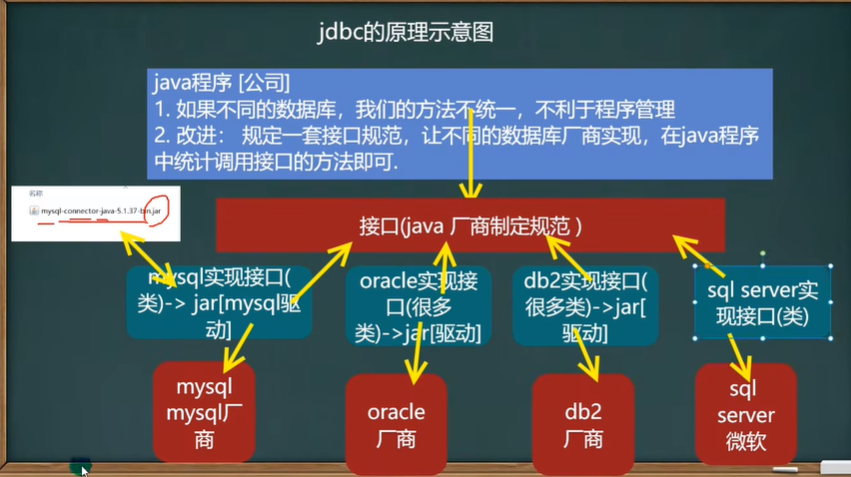 jdbc的原理示意图
java程序 [公司]
1. 如果不同的数据库，我们的方法不统一，不利于程序管理
2. 改进： 规定一套接口规范，让不同的数据库厂商实现，在java程序
中统计调用接口的方法即可.
名称
mysql-connector-java-5.1.37-bin.jar
接口(java 厂商制定规范 )
mysql实现接口(
类)-> jar[mysql驱
动]
oracle实现接
口(很多
类)->jar[驱动]
db2实现接口(
很多类)->jar[
驱动]
sql server实
现接口(类)
mysql
mysql厂
商
oracle
厂商
db2
厂商
sql
server
微软